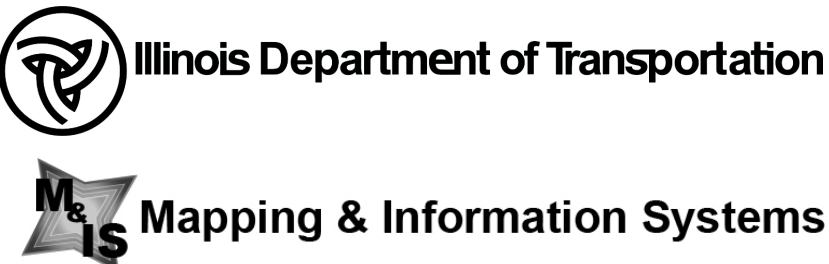 Illinois Department of Transportation
M&IS Mapping & Information Systems